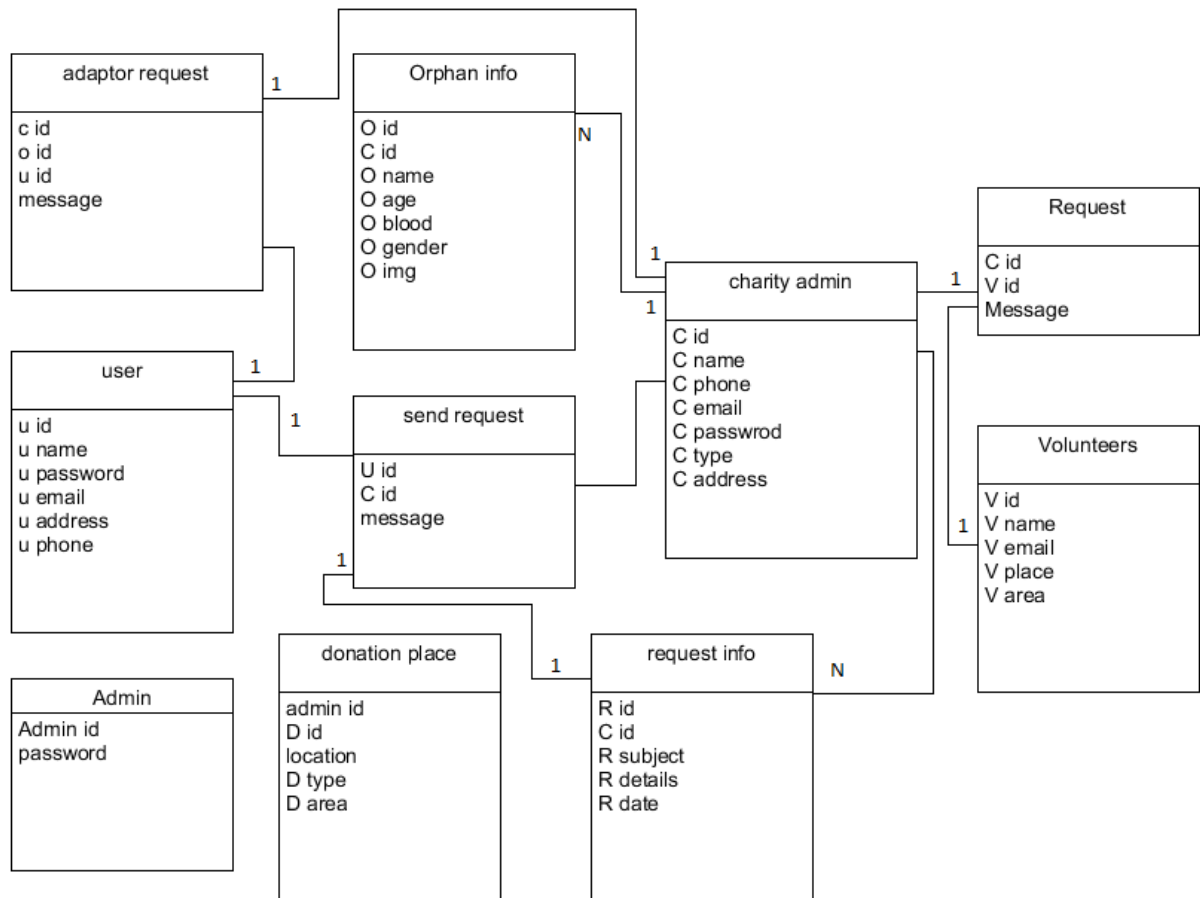 adaptor request
c id
o id
u id
message
1
Orphan info
O id
C id
O name
O age
O blood
O gender
O img
N
1
1
charity admin
C id
C name
C phone
C email
C passwrod
C type
C address
1
Request
C id
V id
Message
1
Volunteers
V id
V name
V email
V place
V area
user
u id
u name
u password
u email
u address
u phone
1
1
send request
U id
C id
message
1
1
donation place
admin id
D id
location
D type
D area
request info
R id
C id
R subject
R details
R date
N
Admin
Admin id
password